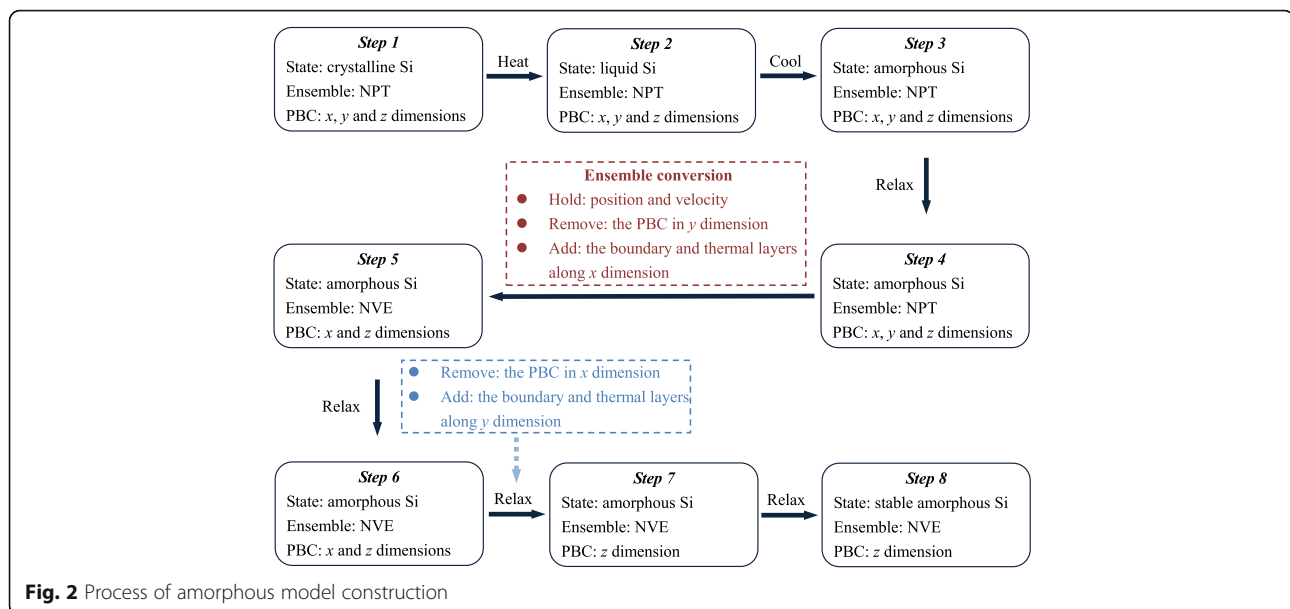 Step 1
State: crystalline Si
Ensemble: NPT
PBC: x, y and z dimensions
Heat
Step 2
State: liquid Si
Ensemble: NPT
PBC: x, y and z dimensions
Cool
Step 3
State: amorphous Si
Ensemble: NPT
PBC: x, y and z dimensions
Relax
Step 4
State: amorphous Si
Ensemble: NPT
PBC: x, y and z dimensions
Ensemble conversion
● Hold: position and velocity
● Remove: the PBC in y dimension
● Add: the boundary and thermal layers
along x dimension
Step 5
State: amorphous Si
Ensemble: NVE
PBC: x and z dimensions
Relax
● Remove: the PBC in x dimension
● Add: the boundary and thermal layers
along y dimension
Step 6
State: amorphous Si
Ensemble: NVE
PBC: x and z dimensions
Relax
Step 7
State: amorphous Si
Ensemble: NVE
PBC: z dimension
Relax
Step 8
State: stable amorphous Si
Ensemble: NVE
PBC: z dimension
Fig. 2 Process of amorphous model construction